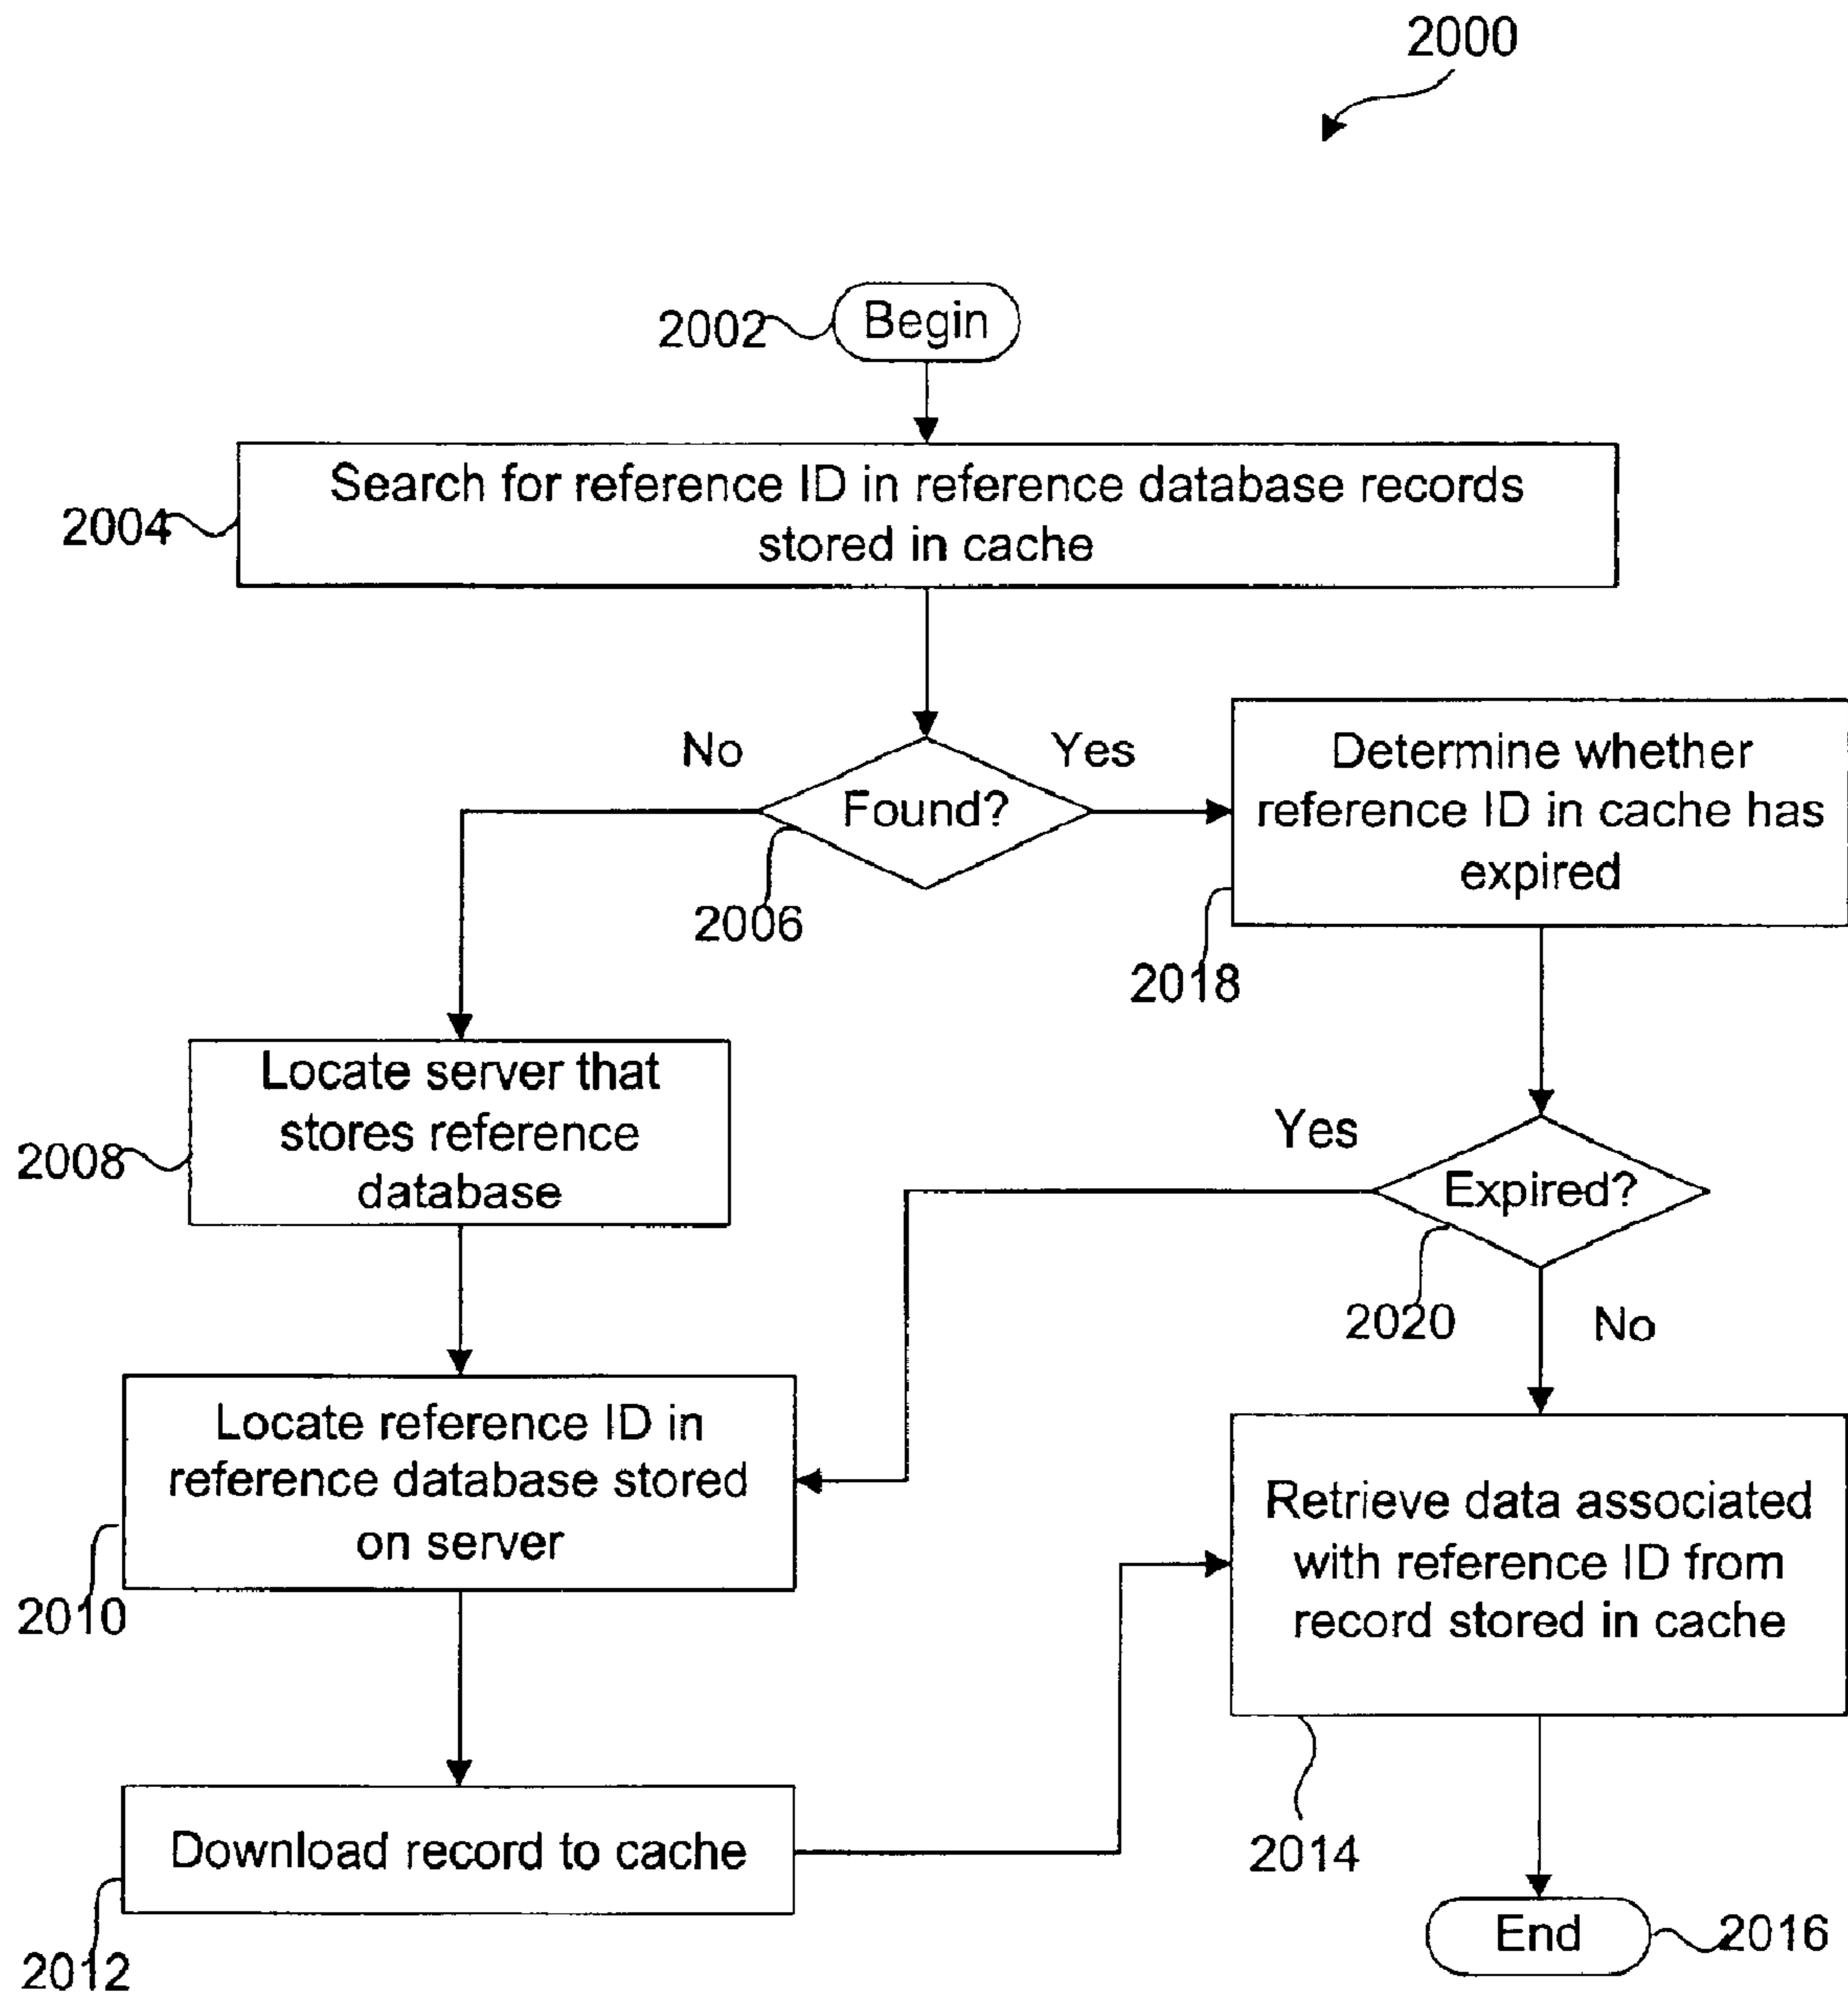 2000
2002
Begin
2004
Search for reference ID in reference database records
stored in cache
No
Yes
Found?
2006
Determine whether
reference ID in cache has
expired
2018
Locate server that
stores reference
database
2008
Yes
Expired?
2020
No
Locate reference ID in
reference database stored
on server
2010
Retrieve data associated
with reference ID from
record stored in cache
2014
Download record to cache
2012
End
2016